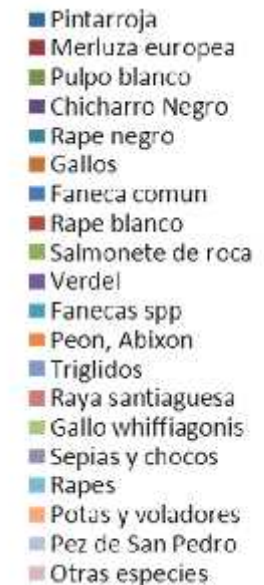 Pintarroja
Merluza europea
Pulpo blanco
Chicharro Negro
Rape negro
Gallos
Faneca comun
Rape blanco
Salmonete de roca
Verdel
Fanecas spp
Peon, Abixon
Triglidos
Raya santiaguesa
Gallo whiffiagonis
Sepias y chocos
Rapes
Potas y voladores
Pez de San Pedro
Otras especies